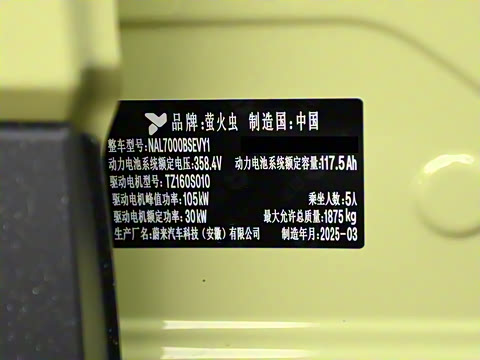 品牌:萤火虫 制造国:中国
整车型号:NAL7000BSEVY1
动力电池系统额定电压:358.4V 动力电池系统额定容量:117.5Ah
驱动电机型号:TZ160S010
驱动电机峰值功率:105kW 乘坐人数:5人
驱动电机额定功率:30kW 最大允许总质量:1875kg
生产厂名:蔚来汽车科技（安徽）有限公司 制造年月:2025-03